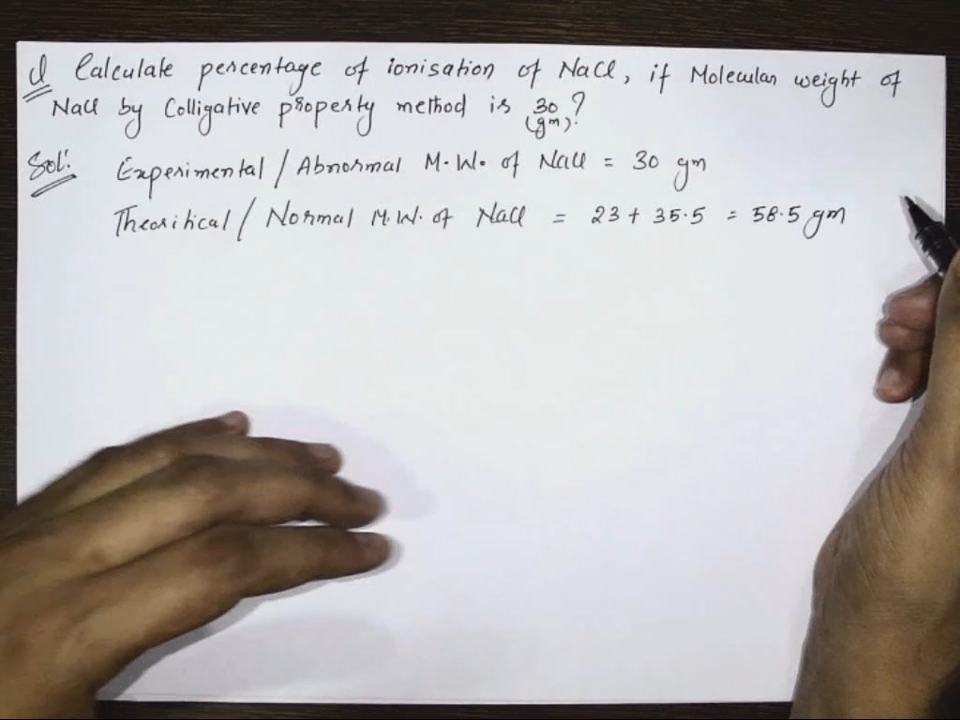 Q Calculate percentage of ionisation of NaCl, if Molecular weight of
NaCl by Colligative property method is 30 (gm)?
Sol: Experimental / Abnormal M.W. of NaCl = 30 gm
Theoritical / Normal M.W. of NaCl = 23 + 35.5 = 58.5 gm